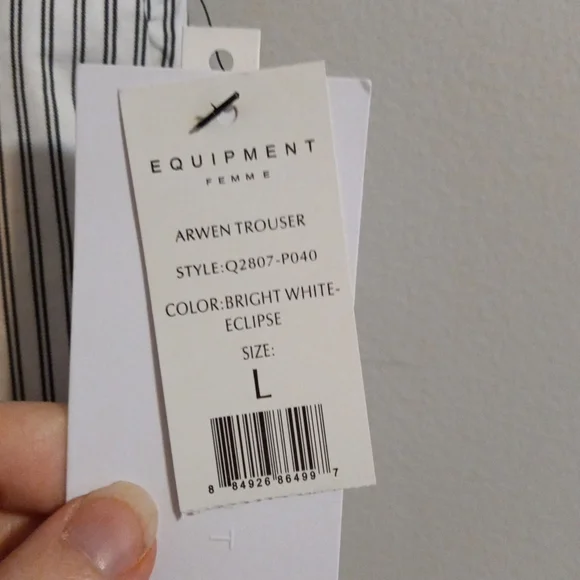 EQUIPMENT
FEMME
ARWEN TROUSER
STYLE:Q2807-P040
COLOR:BRIGHT WHITE-
ECLIPSE
SIZE:
L
8 84926 86499 7
T